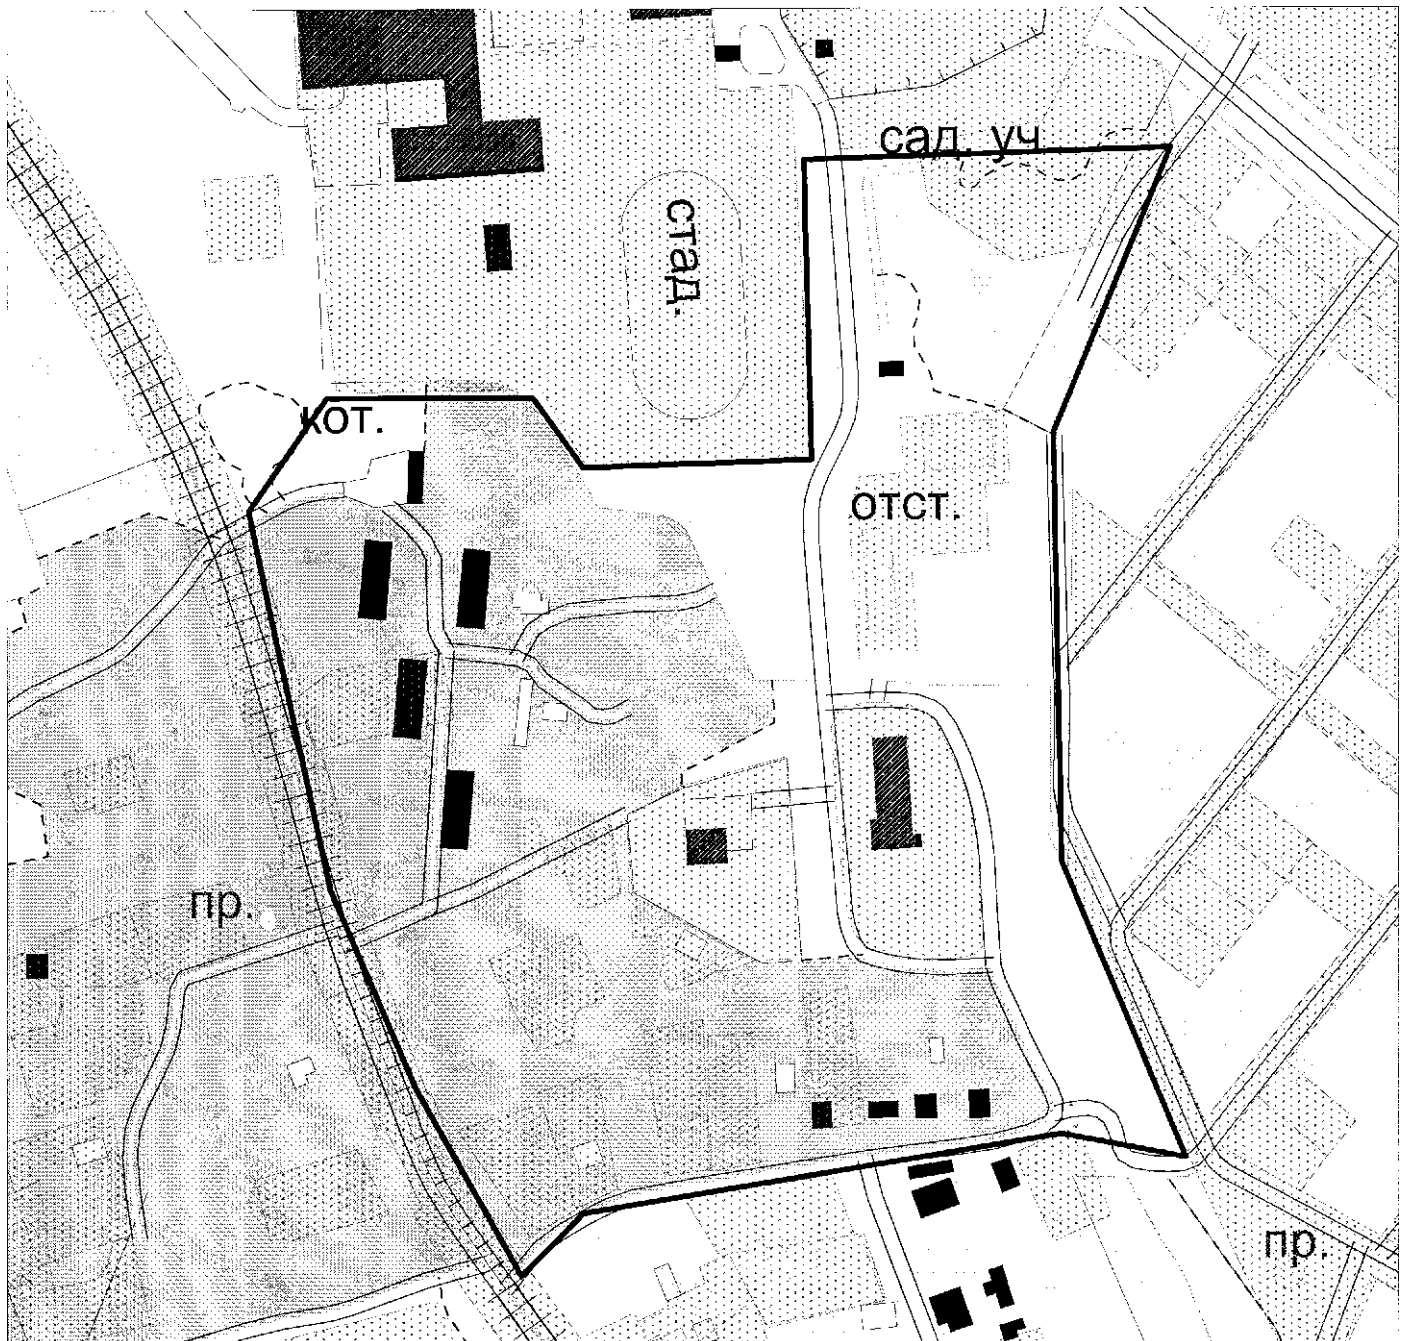 сад. уч
стад.
кот.
отст.
пр.
пр.